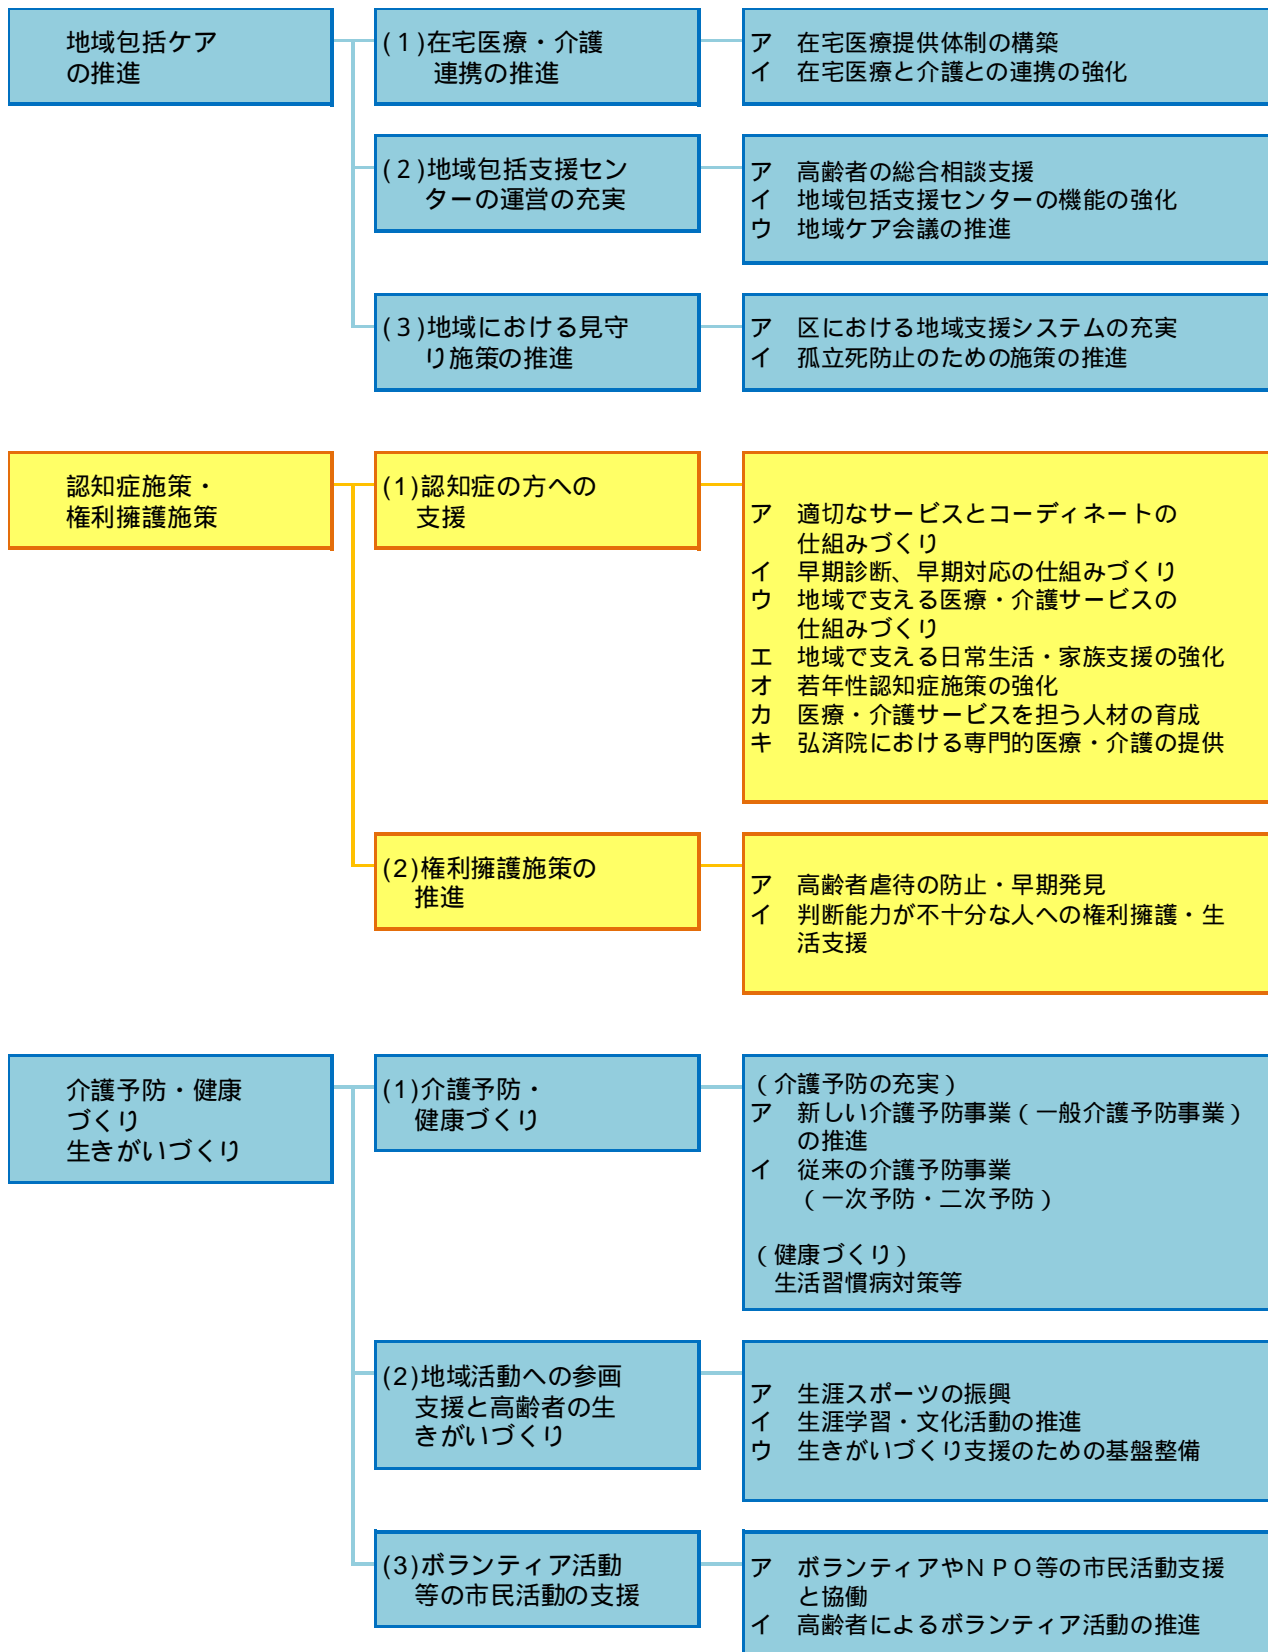 地域包括ケア
の推進
(1)在宅医療・介護
連携の推進
ア 在宅医療提供体制の構築
イ 在宅医療と介護との連携の強化
(2)地域包括支援セン
ターの運営の充実
ア 高齢者の総合相談支援
イ 地域包括支援センターの機能の強化
ウ 地域ケア会議の推進
(3)地域における見守
り施策の推進
ア 区における地域支援システムの充実
イ 孤立死防止のための施策の推進
認知症施策・
権利擁護施策
(1)認知症の方への
支援
ア 適切なサービスとコーディネートの
仕組みづくり
イ 早期診断、早期対応の仕組みづくり
ウ 地域で支える医療・介護サービスの
仕組みづくり
エ 地域で支える日常生活・家族支援の強化
オ 若年性認知症施策の強化
カ 医療・介護サービスを担う人材の育成
キ 弘済院における専門的医療・介護の提供
(2)権利擁護施策の
推進
ア 高齢者虐待の防止・早期発見
イ 判断能力が不十分な人への権利擁護・生
活支援
介護予防・健康
づくり
生きがいづくり
(1)介護予防・
健康づくり
(介護予防の充実)
ア 新しい介護予防事業(一般介護予防事業)
の推進
イ 従来の介護予防事業
(一次予防・二次予防)
(健康づくり)
生活習慣病対策等
(2)地域活動への参画
支援と高齢者の生
きがいづくり
ア 生涯スポーツの振興
イ 生涯学習・文化活動の推進
ウ 生きがいづくり支援のための基盤整備
(3)ボランティア活動
等の市民活動の支援
ア ボランティアやNPO等の市民活動支援
と協働
イ 高齢者によるボランティア活動の推進